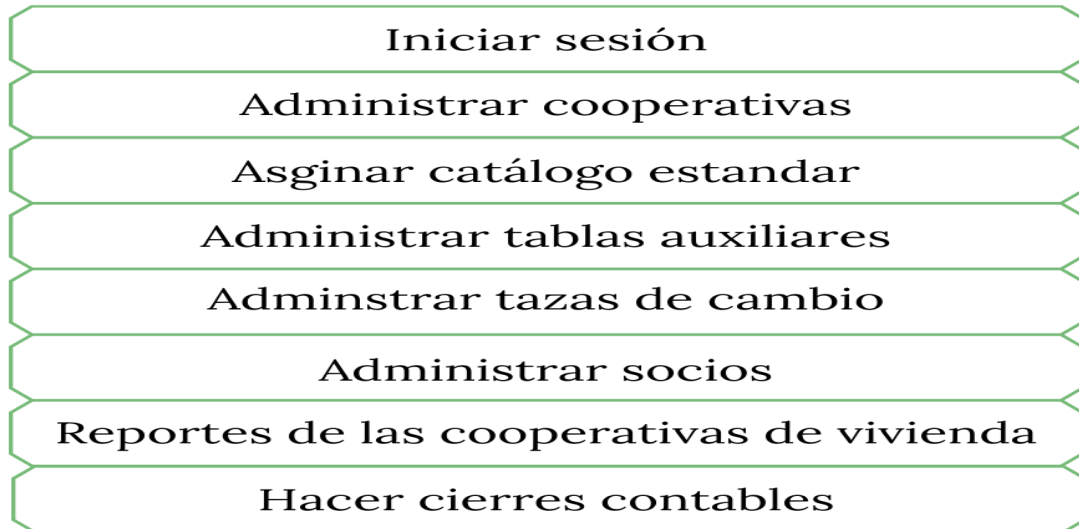 Iniciar sesión
Administrar cooperativas
Asginar catálogo estandar
Administrar tablas auxiliares
Adminstrar tazas de cambio
Administrar socios
Reportes de las cooperativas de vivienda
Hacer cierres contables